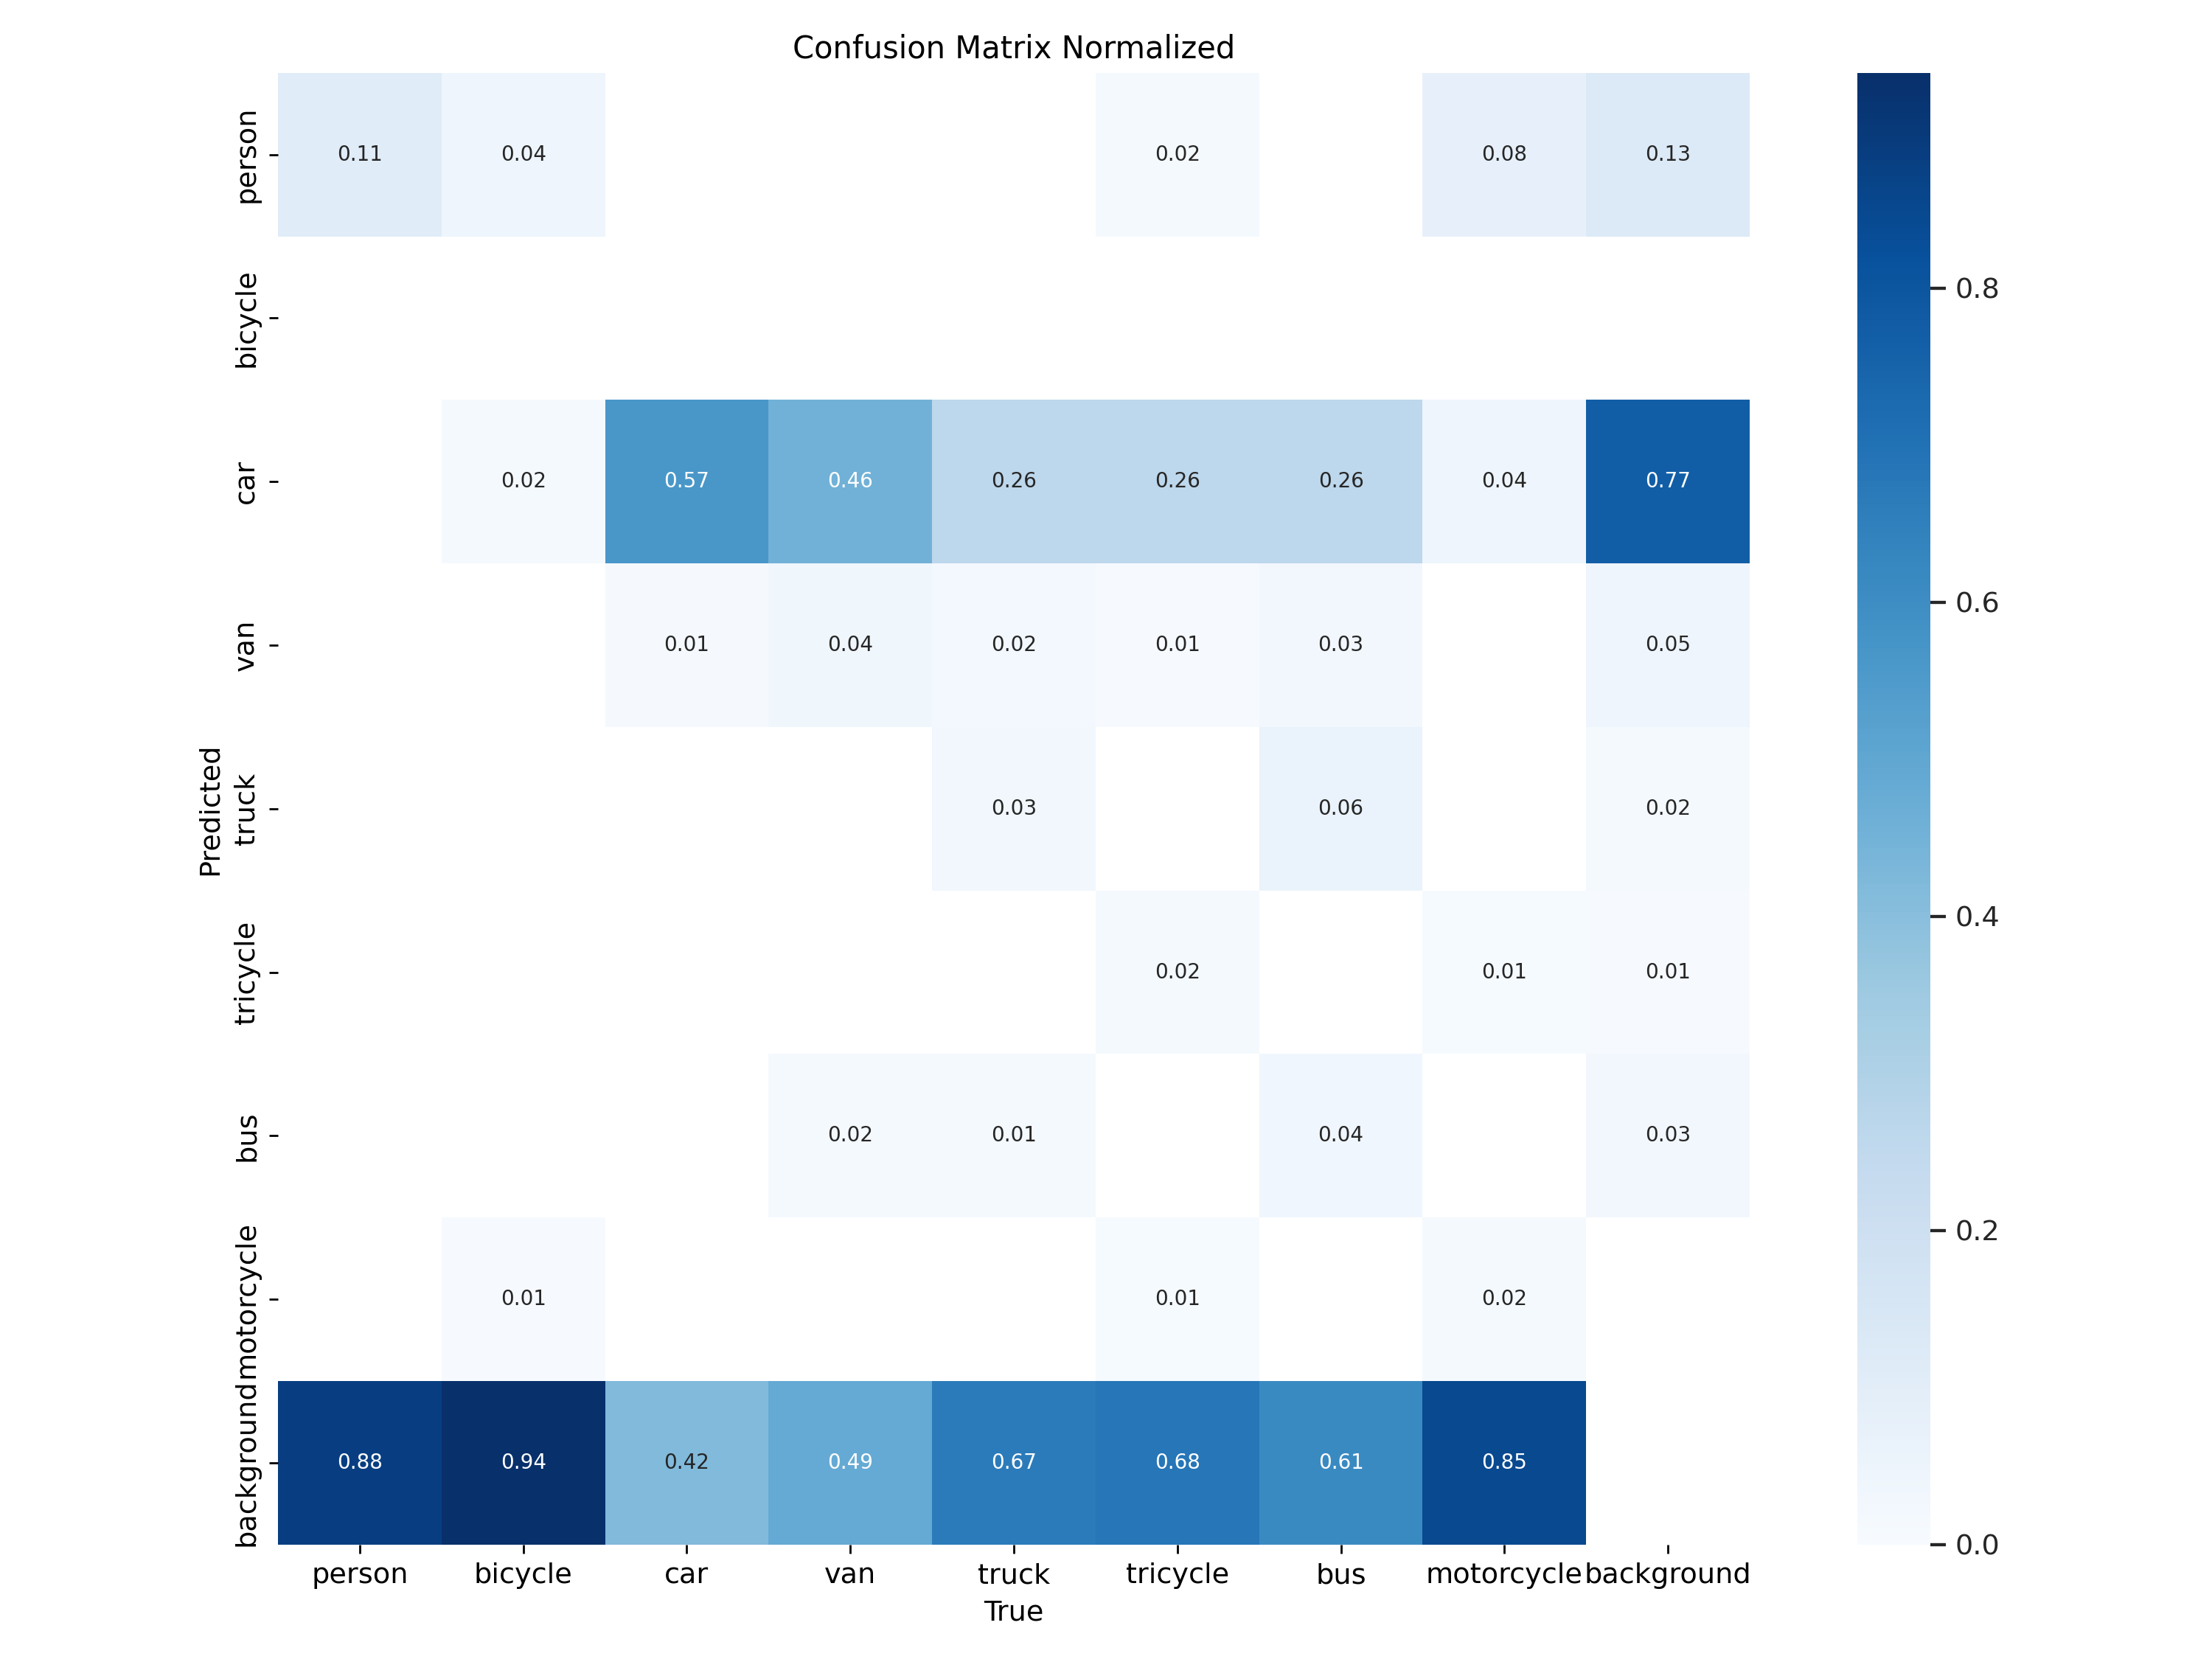 Confusion Matrix Normalized
person
0.11 0.04 0.02 0.08 0.13
bicycle
0.8
car
0.02 0.57 0.46 0.26 0.26 0.26 0.04 0.77
0.6
van
0.01 0.04 0.02 0.01 0.03 0.05
Predicted
truck
0.03 0.06 0.02
0.4
tricycle
0.02 0.01 0.01
bus
0.02 0.01 0.04 0.03
0.2
motorcycle
0.01 0.01 0.02
background
0.88 0.94 0.42 0.49 0.67 0.68 0.61 0.85
0.0
person bicycle car van truck tricycle bus motorcycle background
True